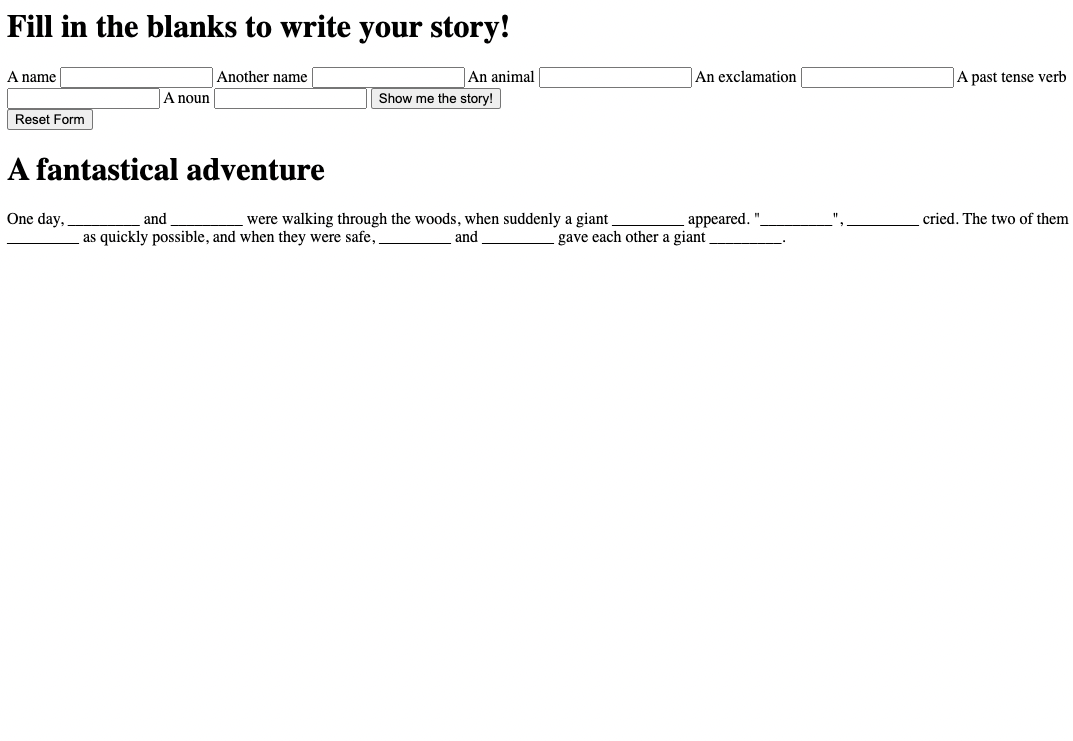 Fill in the blanks to write your story!
A name Another name An animal An exclamation A past tense verb
A noun Show me the story!
Reset Form
A fantastical adventure
One day, _________ and _________ were walking through the woods, when suddenly a giant _________ appeared. "_________", _________ cried. The two of them
_________ as quickly possible, and when they were safe, _________ and _________ gave each other a giant _________.